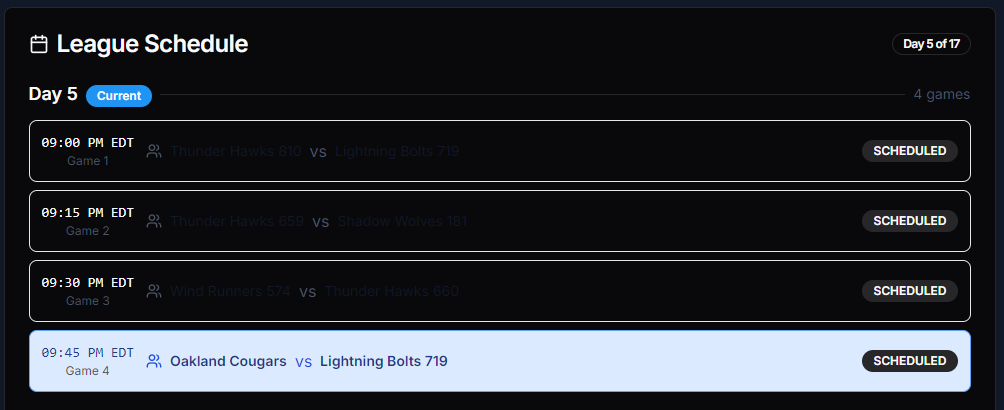 League Schedule
Day 5 of 17
Day 5 Current 4 games
09:00 PM EDT Thunder Hawks 810 vs Lightning Bolts 719 SCHEDULED
Game 1
09:15 PM EDT Thunder Hawks 659 vs Shadow Wolves 181 SCHEDULED
Game 2
09:30 PM EDT Wind Runners 574 vs Thunder Hawks 660 SCHEDULED
Game 3
09:45 PM EDT Oakland Cougars vs Lightning Bolts 719 SCHEDULED
Game 4